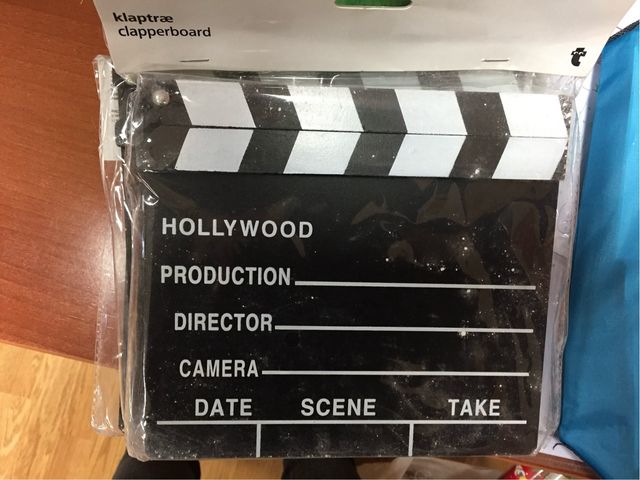 klaptræ
clapperboard
HOLLYWOOD
PRODUCTION
DIRECTOR
CAMERA
DATE SCENE TAKE